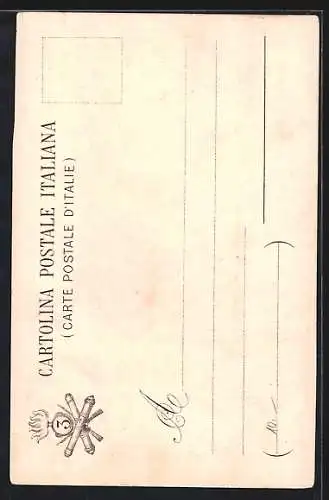 CARTOLINA POSTALE ITALIANA
(CARTE POSTALE D'ITALIE)
3
A